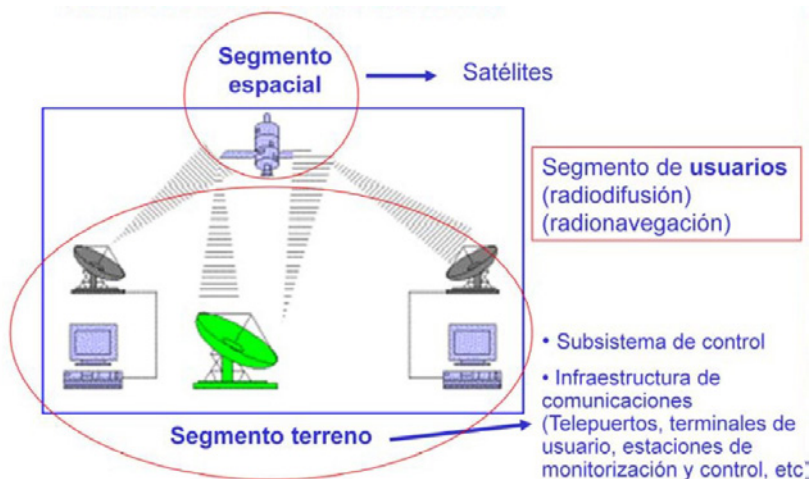 Segmento
espacial
Satélites
Segmento de usuarios
(radiodifusión)
(radionavegación)
• Subsistema de control
• Infraestructura de
comunicaciones
(Telepuertos, terminales de
usuario, estaciones de
monitorización y control, etc)
Segmento terreno